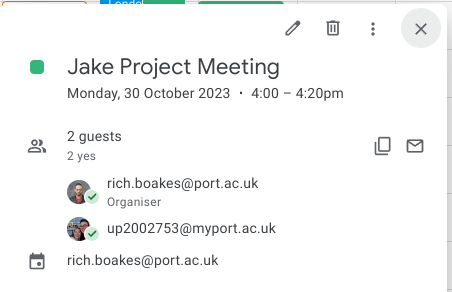 Jake Project Meeting
Monday, 30 October 2023 • 4:00 – 4:20pm
2 guests
2 yes
rich.boakes@port.ac.uk
Organiser
up2002753@myport.ac.uk
rich.boakes@port.ac.uk